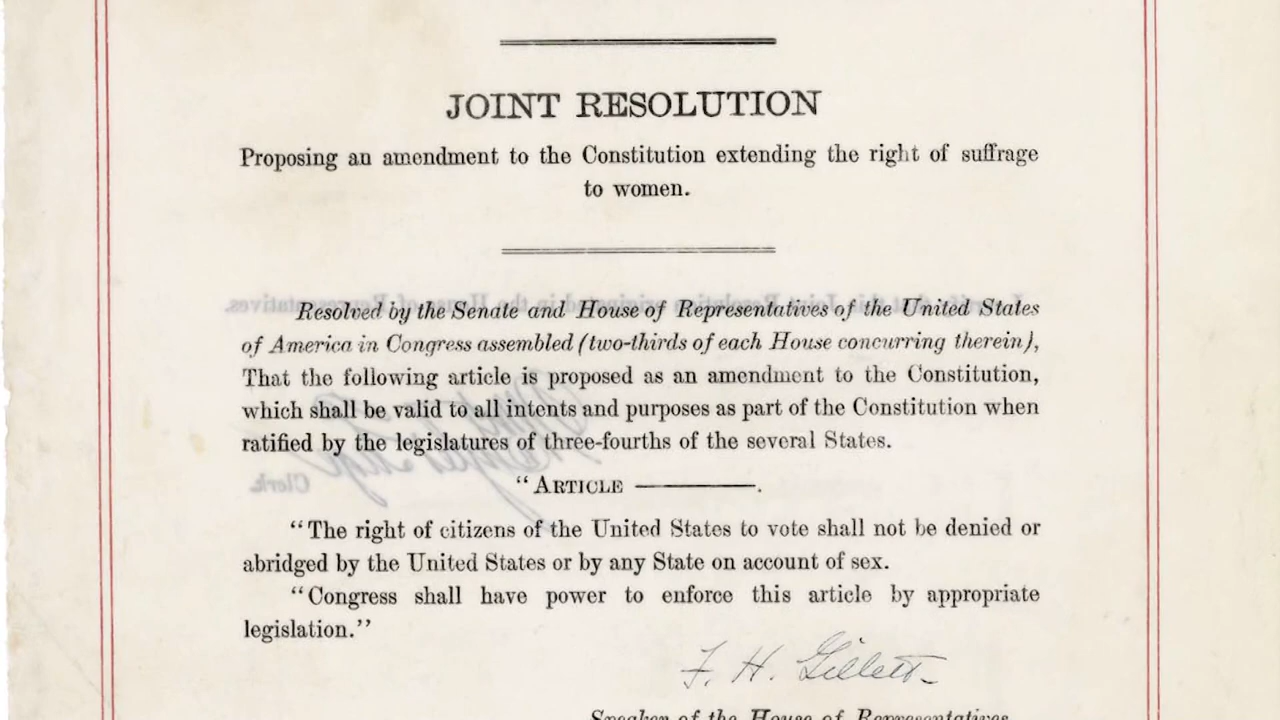 JOINT RESOLUTION
Proposing an amendment to the Constitution extending the right of suffrage
to women.
Resolved by the Senate and House of Representatives of the United States
of America in Congress assembled (two-thirds of each House concurring therein),
That the following article is proposed as an amendment to the Constitution,
which shall be valid to all intents and purposes as part of the Constitution when
ratified by the legislatures of three-fourths of the several States.
“ARTICLE ————.
“The right of citizens of the United States to vote shall not be denied or
abridged by the United States or by any State on account of sex.
“Congress shall have power to enforce this article by appropriate
legislation.”
F. H. Gillett
Speaker of the House of Representatives
Clerk